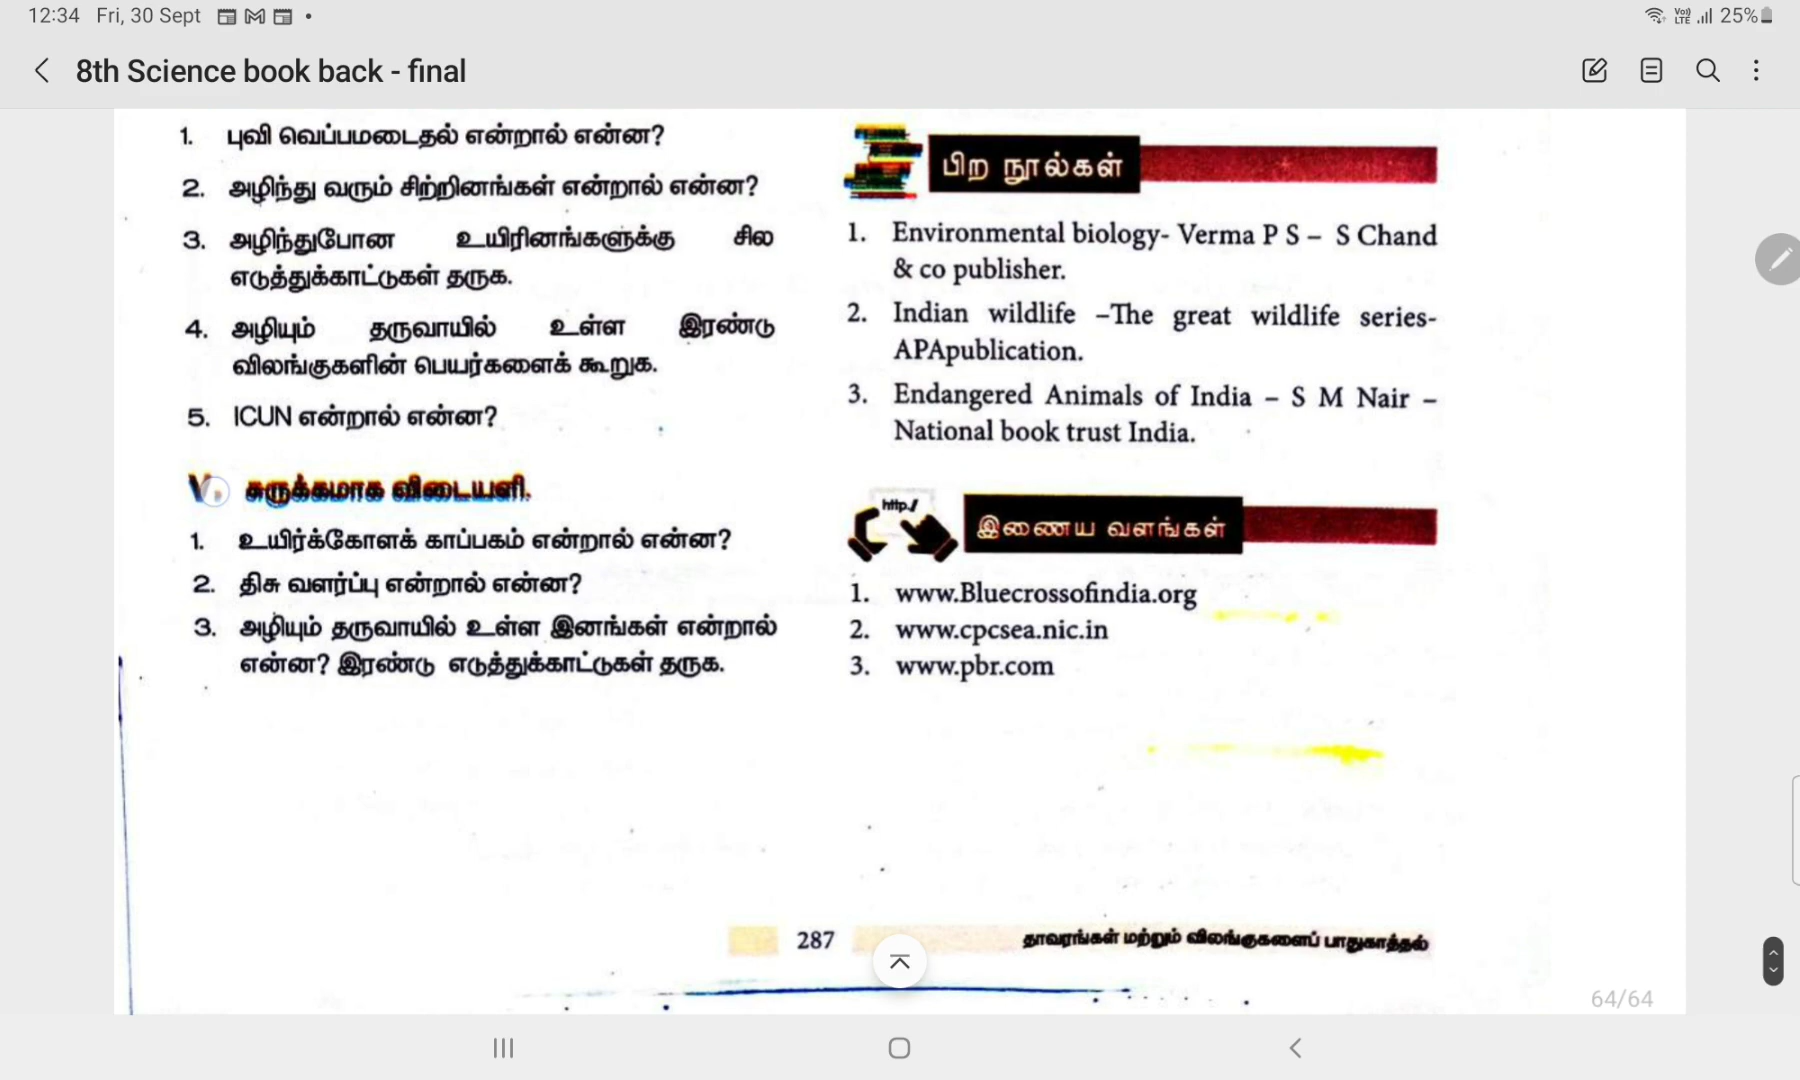 12:34 Fri, 30 Sept
25%
8th Science book back - final
1. புவி வெப்பமடைதல் என்றால் என்ன?
2. அழிந்து வரும் சிற்றினங்கள் என்றால் என்ன?
3. அழிந்துபோன உயிரினங்களுக்கு சில
எடுத்துக்காட்டுகள் தருக.
4. அழியும் தருவாயில் உள்ள இரண்டு
விலங்குகளின் பெயர்களைக் கூறுக.
5. ICUN என்றால் என்ன?
V. சுருக்கமாக விடையளி.
1. உயிர்க்கோளக் காப்பகம் என்றால் என்ன?
2. திசு வளர்ப்பு என்றால் என்ன?
3. அழியும் தருவாயில் உள்ள இனங்கள் என்றால்
என்ன? இரண்டு எடுத்துக்காட்டுகள் தருக.
பிற நூல்கள்
1. Environmental biology- Verma P S – S Chand
& co publisher.
2. Indian wildlife –The great wildlife series-
APApublication.
3. Endangered Animals of India – S M Nair –
National book trust India.
http://
இணைய வளங்கள்
1. www.Bluecrossofindia.org
2. www.cpcsea.nic.in
3. www.pbr.com
287
தாவரங்கள் மற்றும் விலங்குகளைப் பாதுகாத்தல்
64/64